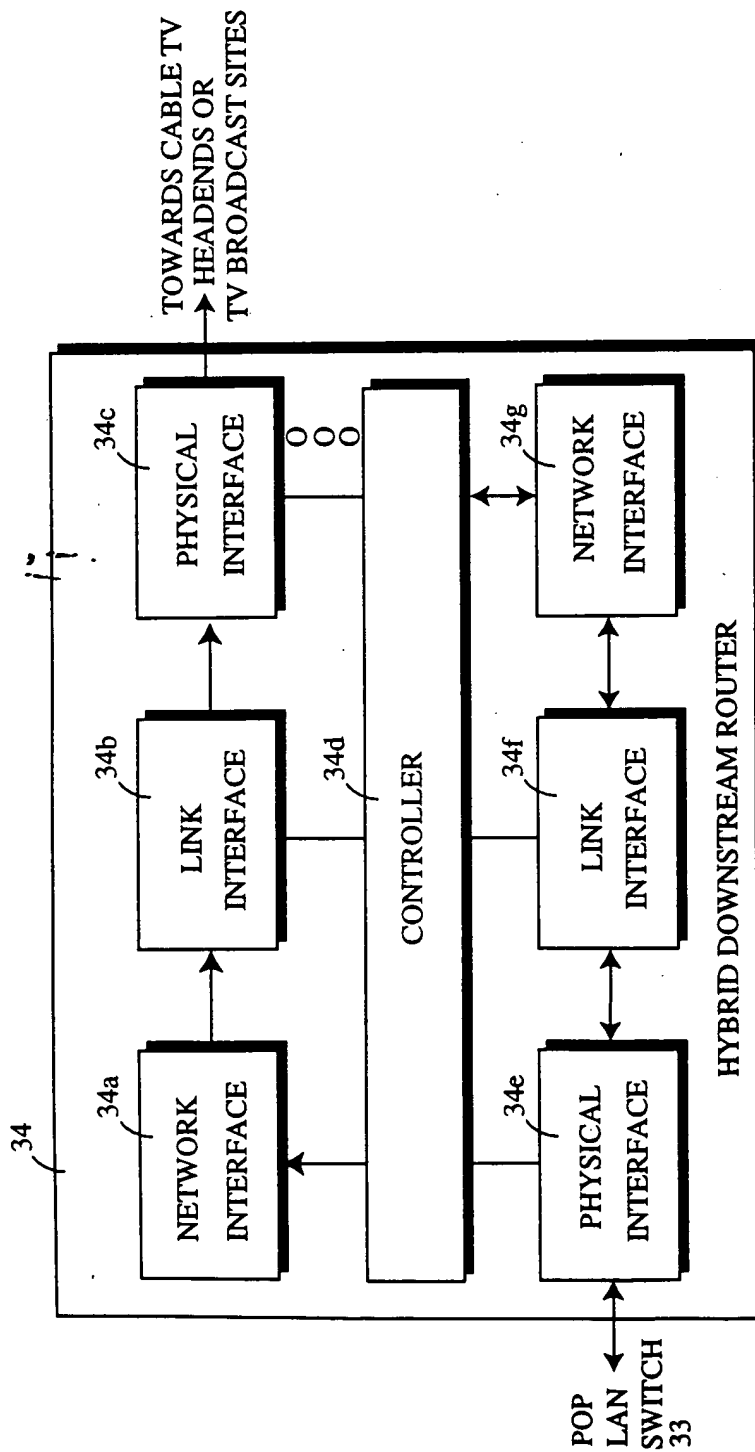 34
34a
NETWORK
INTERFACE
34b
LINK
INTERFACE
34c
PHYSICAL
INTERFACE
TOWARDS CABLE TV
HEADENDS OR
TV BROADCAST SITES
O O O
34d
CONTROLLER
34e
PHYSICAL
INTERFACE
34f
LINK
INTERFACE
34g
NETWORK
INTERFACE
POP
LAN
SWITCH
33
HYBRID DOWNSTREAM ROUTER